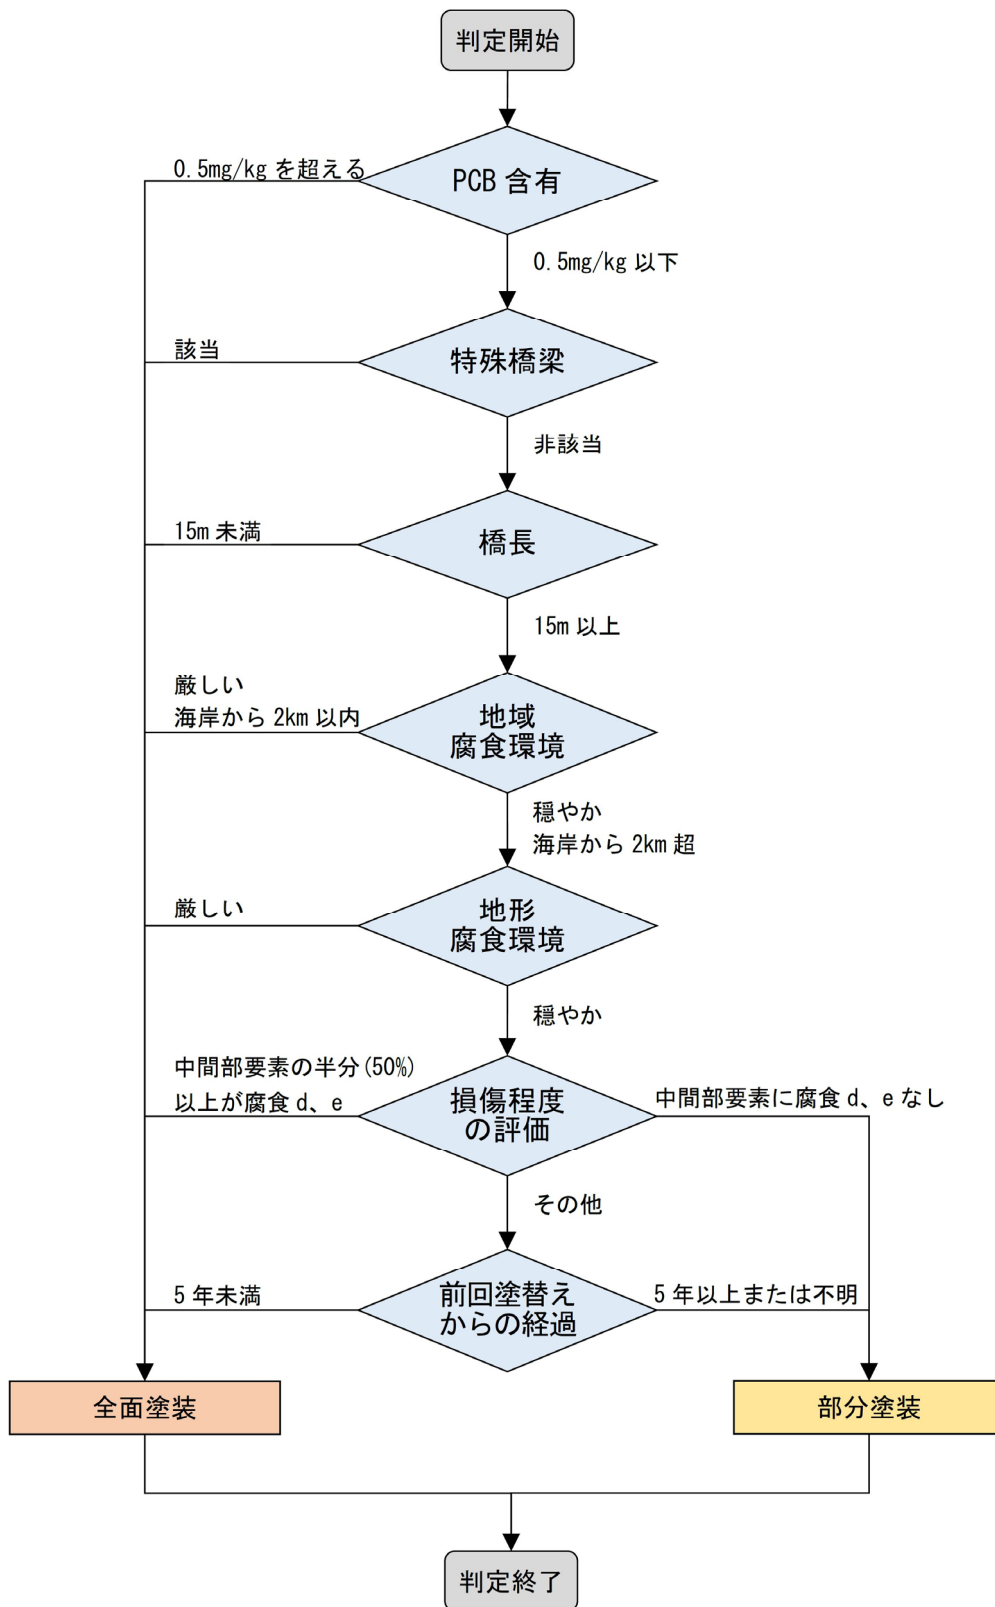 判定開始
0.5mg/kg を超える
PCB 含有
0.5mg/kg 以下
該当
特殊橋梁
非該当
15m 未満
橋長
15m 以上
厳しい
海岸から 2km 以内
地域
腐食環境
穏やか
海岸から 2km 超
厳しい
地形
腐食環境
穏やか
中間部要素の半分(50%)
以上が腐食 d、e
損傷程度
の評価
中間部要素に腐食 d、e なし
その他
5 年未満
前回塗替え
からの経過
5 年以上または不明
全面塗装
部分塗装
判定終了